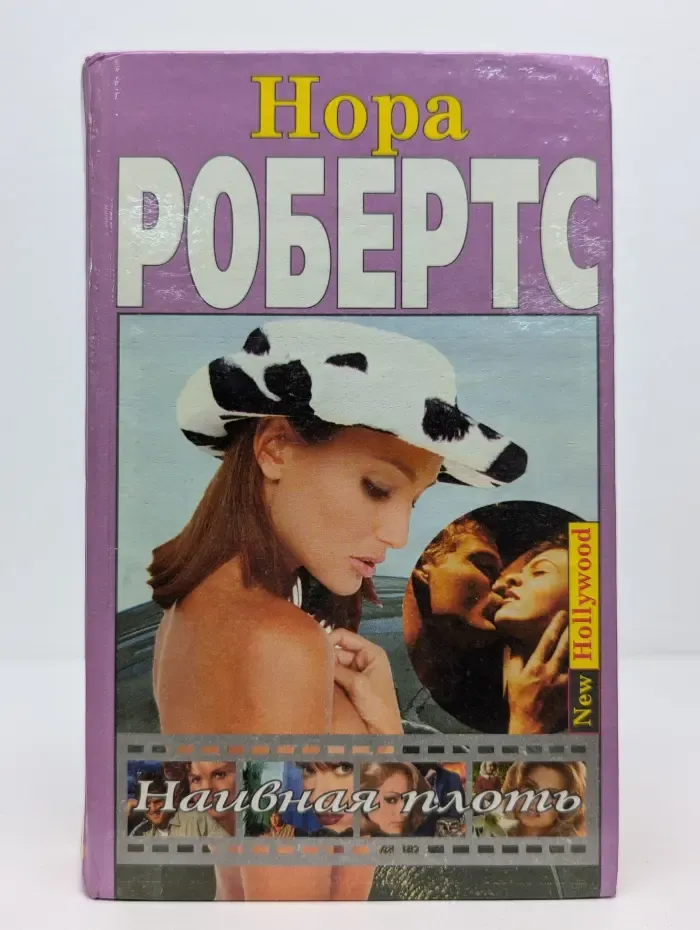 Нора
РОБЕРТС
New Hollywood
Наивная плоть